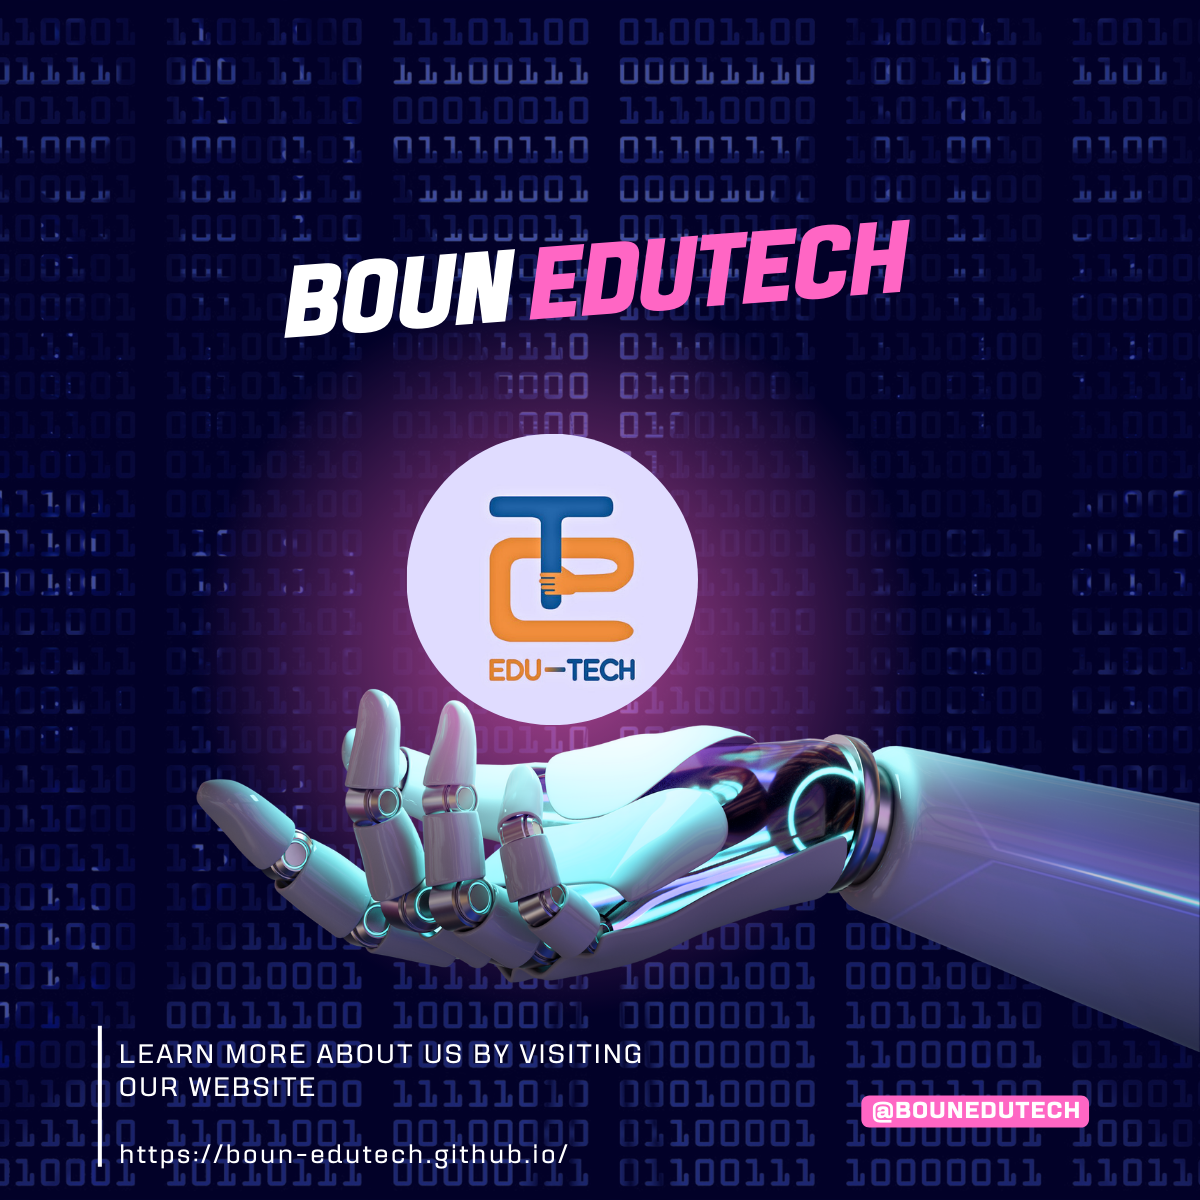 BOUN EDUTECH
EDU-TECH
LEARN MORE ABOUT US BY VISITING
OUR WEBSITE
@BOUNEDUTECH
https://boun-edutech.github.io/